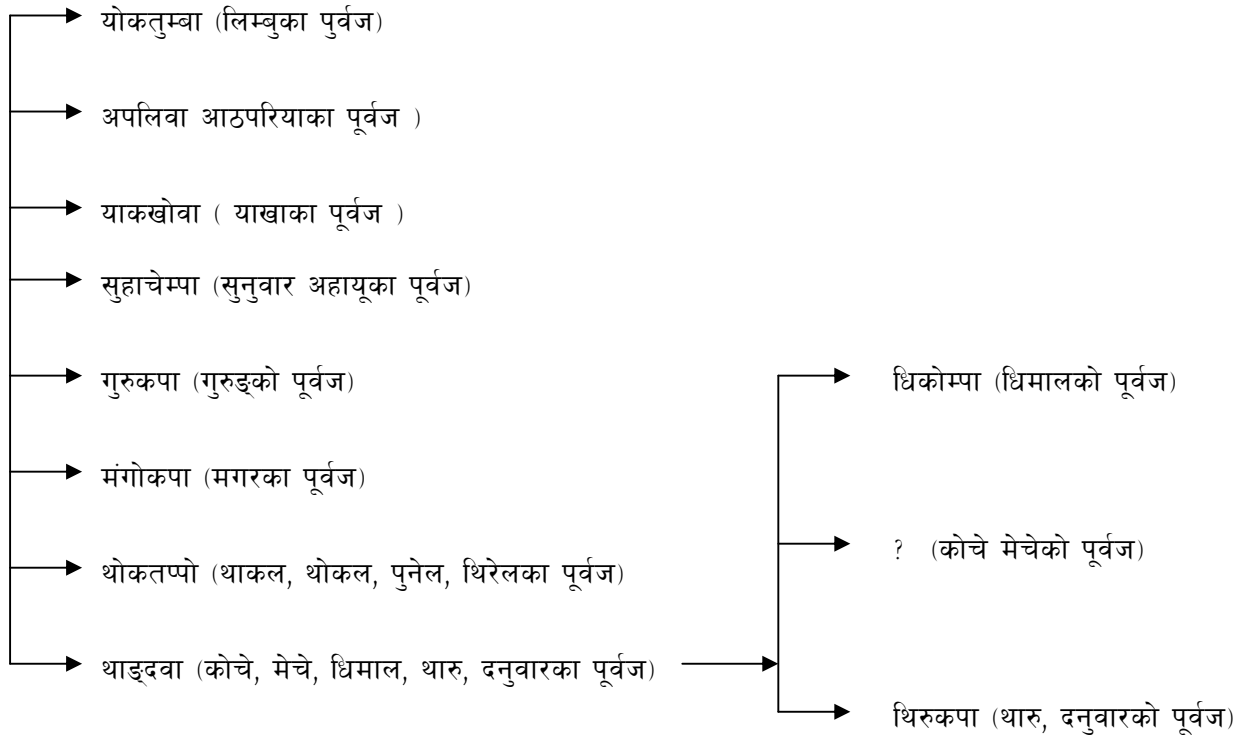 योकतुम्बा (लिम्बुका पुर्वज)
अपलिवा आठपरियाका पूर्वज )
याकखोवा ( याखाका पूर्वज )
सुहाचेम्पा (सुनुवार अहायूका पूर्वज)
गुरुकपा (गुरुङ्को पूर्वज)
मंगोकपा (मगरका पूर्वज)
थोकतप्पो (थाकल, थोकल, पुनेल, थिरेलका पूर्वज)
थाङ्दवा (कोचे, मेचे, धिमाल, थारु, दनुवारका पूर्वज)
धिकोम्पा (धिमालको पूर्वज)
? (कोचे मेचेको पूर्वज)
थिरुकपा (थारु, दनुवारको पूर्वज)